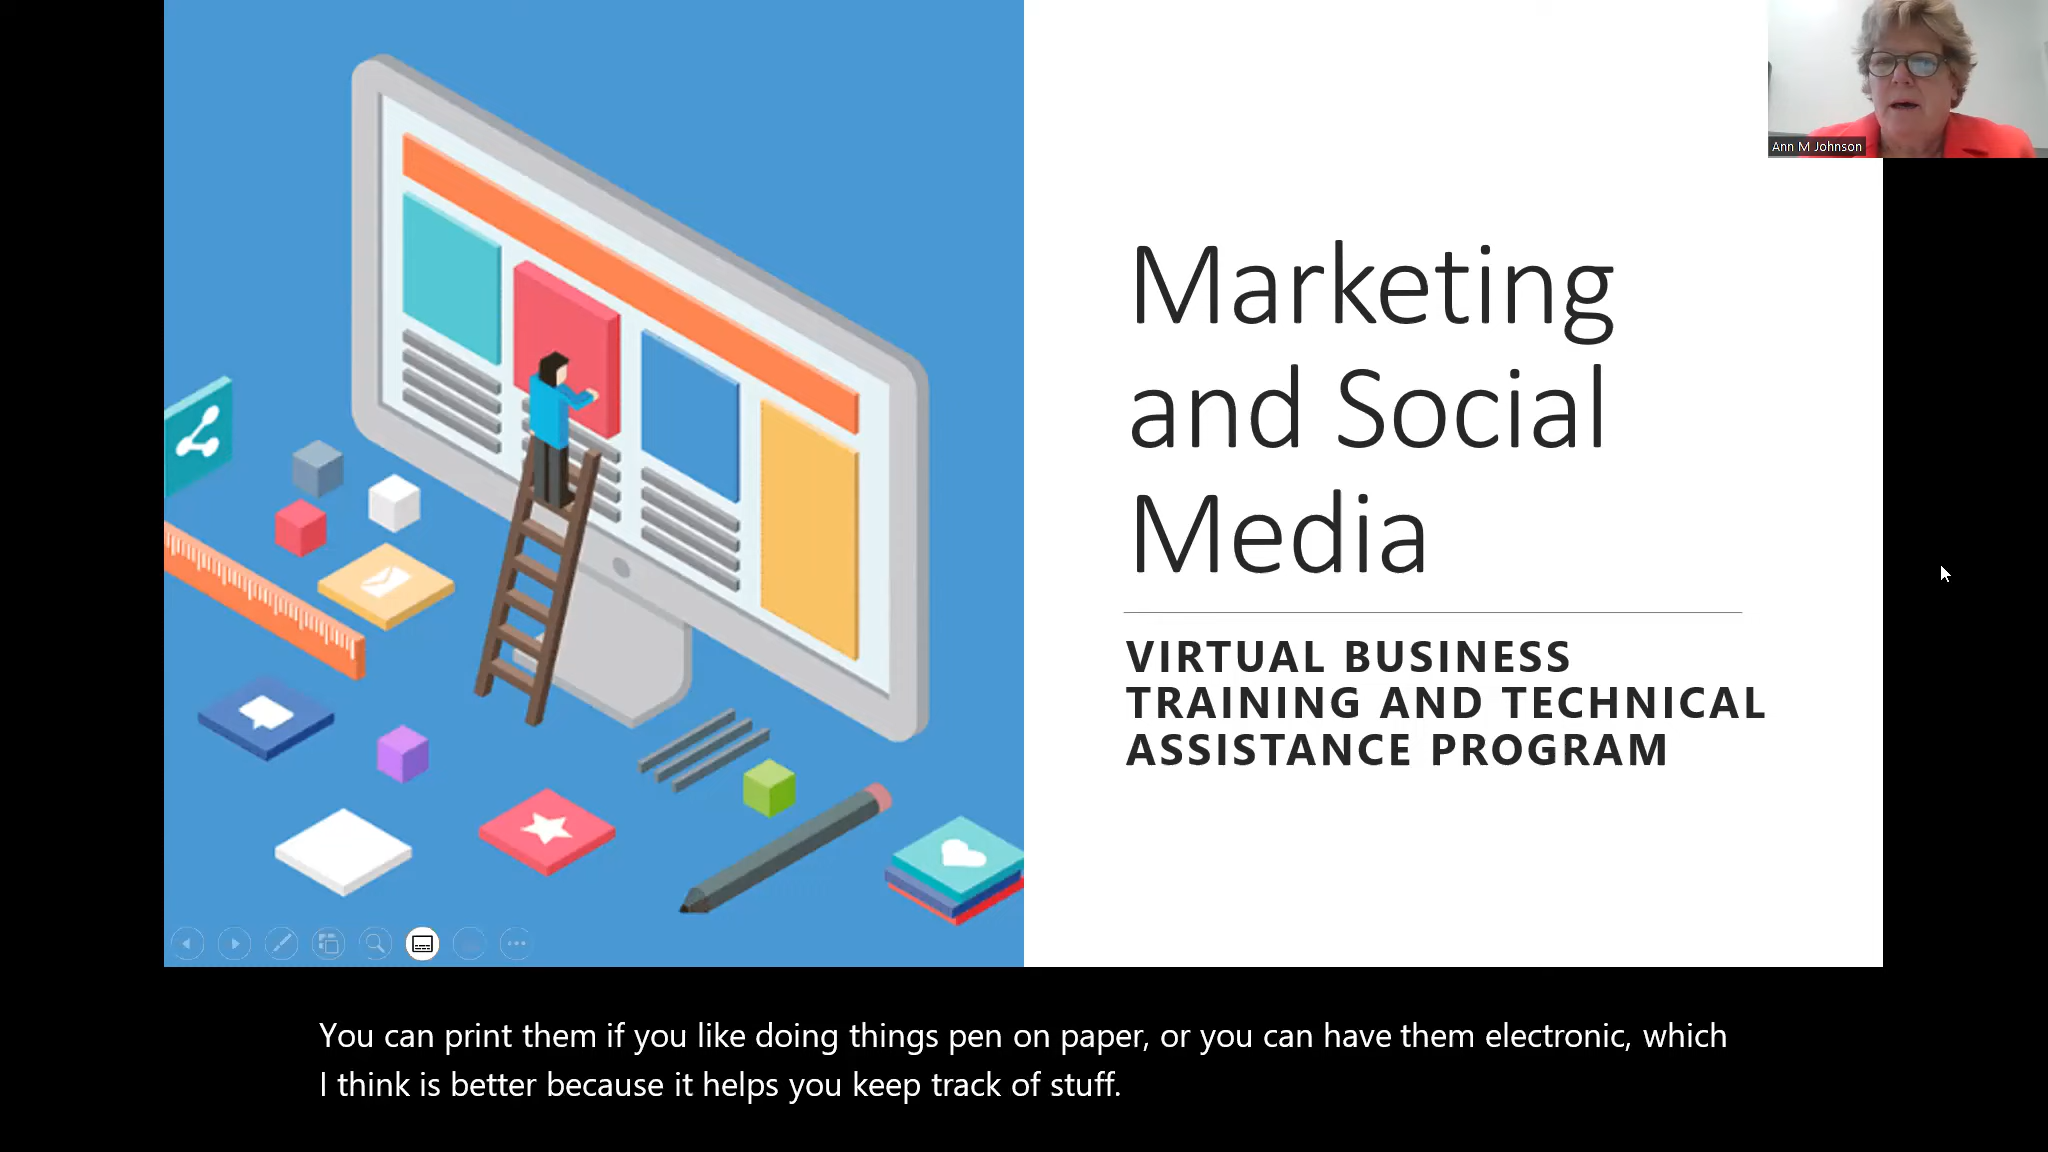 Ann M Johnson
Marketing
and Social
Media
VIRTUAL BUSINESS
TRAINING AND TECHNICAL
ASSISTANCE PROGRAM
You can print them if you like doing things pen on paper, or you can have them electronic, which
I think is better because it helps you keep track of stuff.